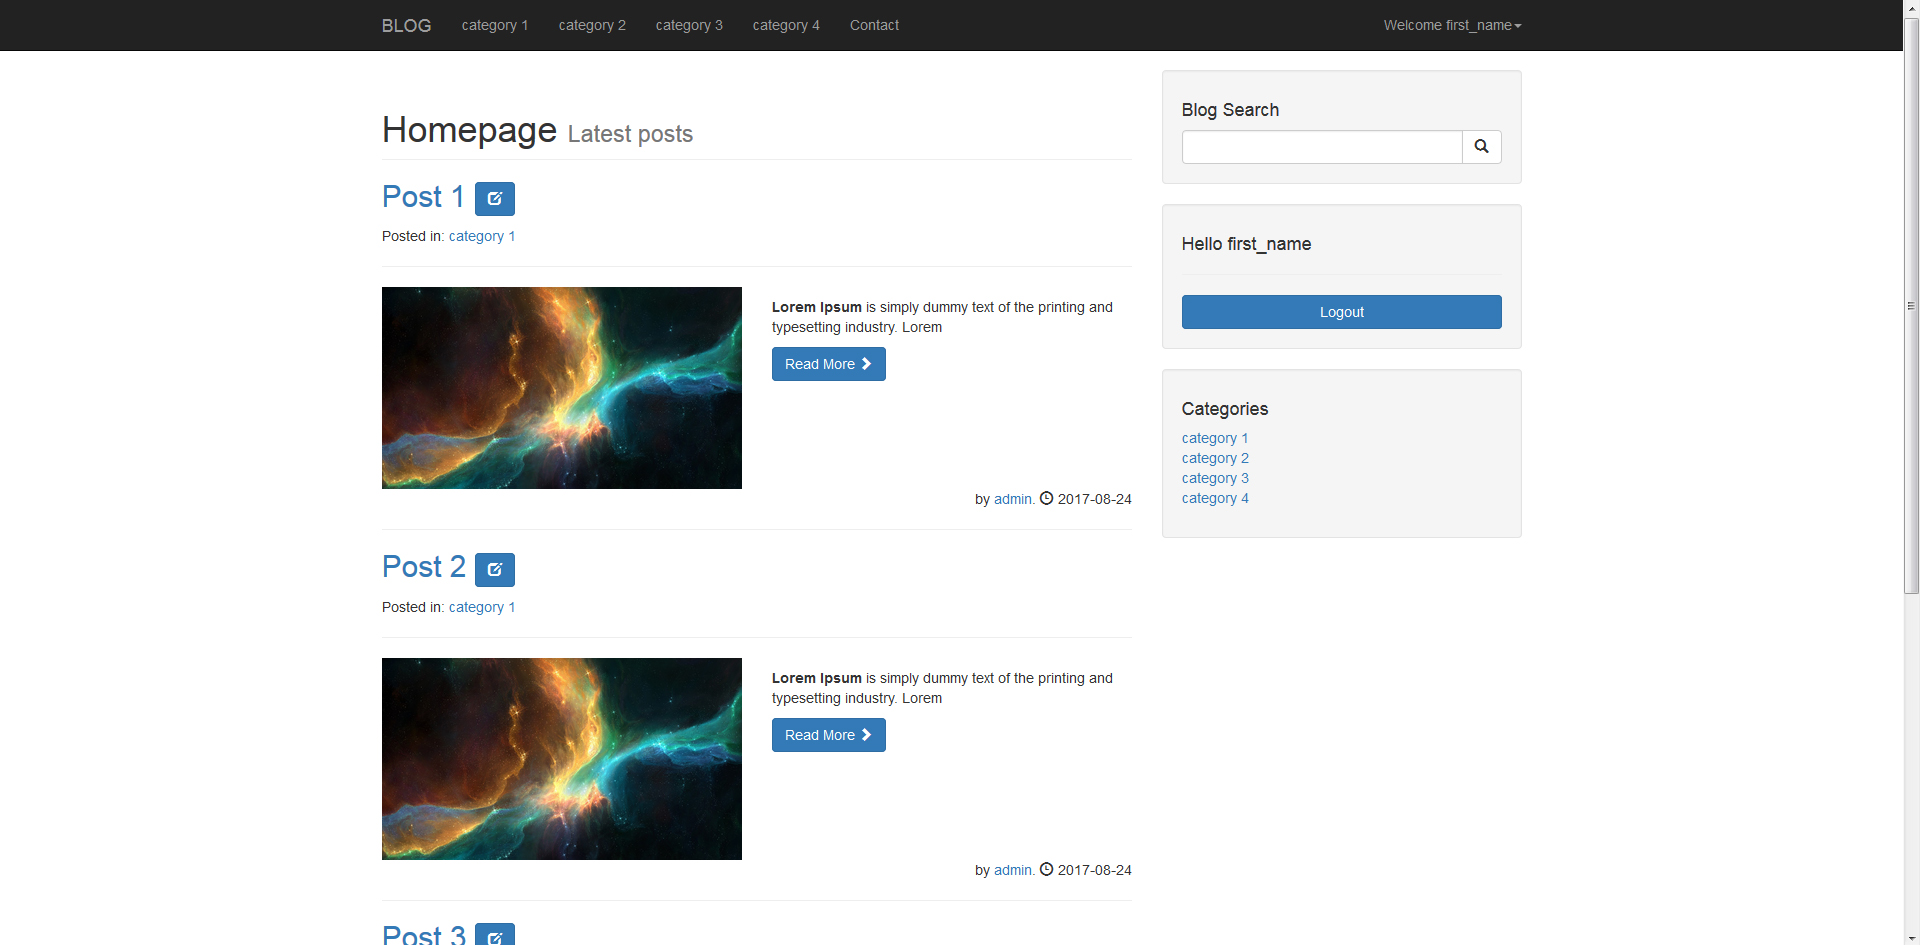 BLOG category 1 category 2 category 3 category 4 Contact Welcome first_name
Homepage Latest posts
Post 1
Posted in: category 1
Lorem Ipsum is simply dummy text of the printing and
typesetting industry. Lorem
Read More
by admin. 2017-08-24
Post 2
Posted in: category 1
Lorem Ipsum is simply dummy text of the printing and
typesetting industry. Lorem
Read More
by admin. 2017-08-24
Post 3
Blog Search
Hello first_name
Logout
Categories
category 1
category 2
category 3
category 4